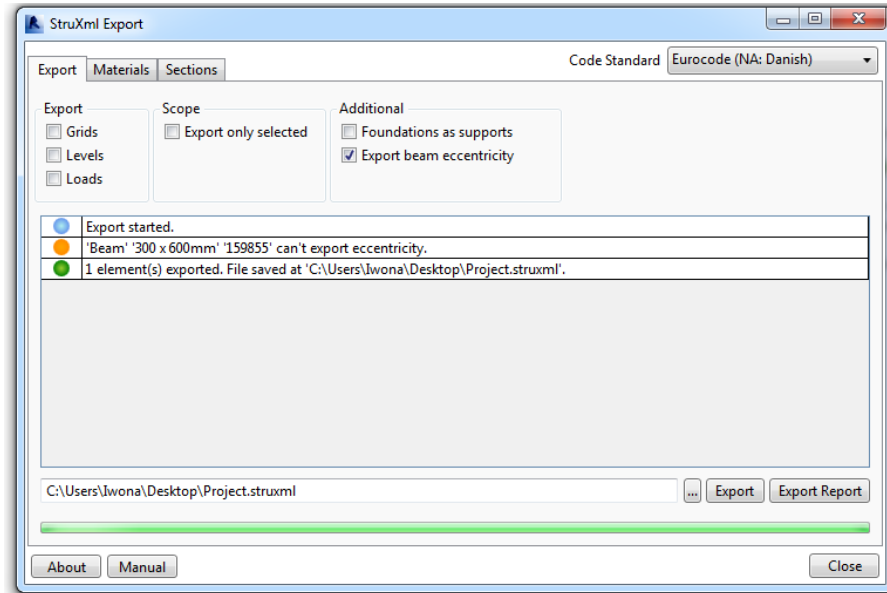 StruXml Export
Code Standard Eurocode (NA: Danish)
Export Materials Sections
Export Scope Additional
Grids Export only selected Foundations as supports
Levels Export beam eccentricity
Loads
Export started.
'Beam' '300 x 600mm' '159855' can't export eccentricity.
1 element(s) exported. File saved at 'C:\Users\Iwona\Desktop\Project.struxml'.
C:\Users\Iwona\Desktop\Project.struxml ... Export Export Report
About Manual Close